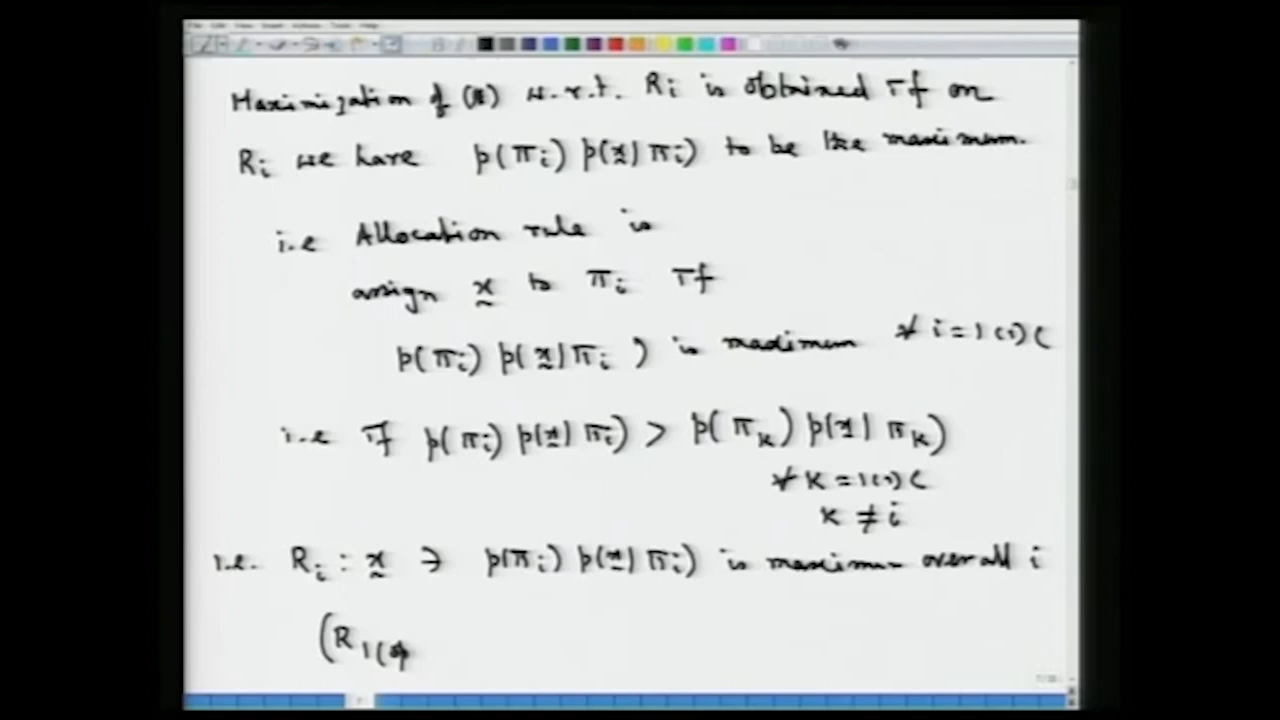 Maximization of (*) w.r.t. Ri is obtained if on
Ri we have p(πi) p(x|πi) to be the maximum.
i.e Allocation rule is
assign x to πi if
p(πi) p(x|πi) is maximum ∀ i = 1(1)C
i.e if p(πi) p(x|πi) > p(πk) p(x|πk)
∀ k = 1(1)C
k ≠ i
i.e. Ri : x ∋ p(πi) p(x|πi) is maximum over all i
(R1(